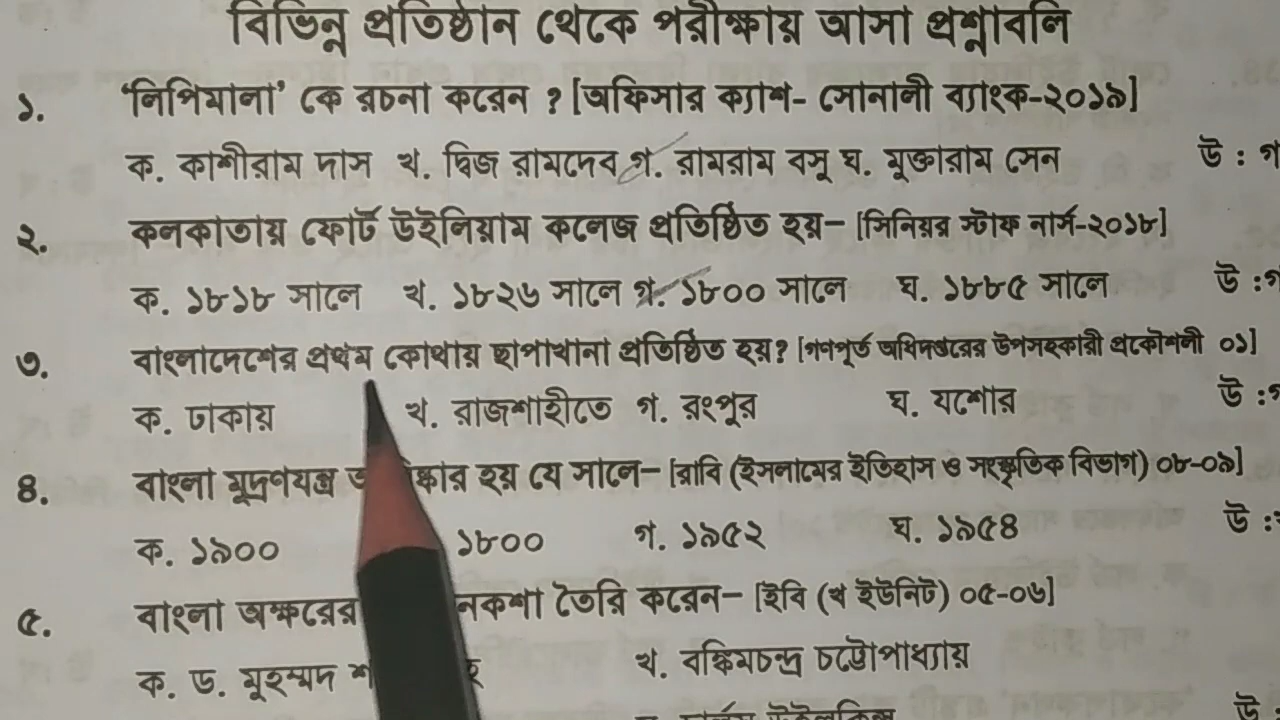 বিভিন্ন প্রতিষ্ঠান থেকে পরীক্ষায় আসা প্রশ্নাবলি
১. 'লিপিমালা' কে রচনা করেন ? [অফিসার ক্যাশ- সোনালী ব্যাংক-২০১৯]
ক. কাশীরাম দাস খ. দ্বিজ রামদেব গ. রামরাম বসু ঘ. মুক্তারাম সেন উ : গ
২. কলকাতায় ফোর্ট উইলিয়াম কলেজ প্রতিষ্ঠিত হয়– [সিনিয়র স্টাফ নার্স-২০১৮]
ক. ১৮১৮ সালে খ. ১৮২৬ সালে গ. ১৮০০ সালে ঘ. ১৮৮৫ সালে উ :গ
৩. বাংলাদেশের প্রথম কোথায় ছাপাখানা প্রতিষ্ঠিত হয়? [গণপূর্ত অধিদপ্তরের উপসহকারী প্রকৌশলী ০১]
ক. ঢাকায় খ. রাজশাহীতে গ. রংপুর ঘ. যশোর উ :
৪. বাংলা মুদ্রণযন্ত্র হয় যে সালে– [রাবি (ইসলামের ইতিহাস ও সংস্কৃতিক বিভাগ) ০৮-০৯]
ক. ১৯০০ ১৮০০ গ. ১৯৫২ ঘ. ১৯৫৪ উ :
৫. বাংলা অক্ষরের নকশা তৈরি করেন– [ইবি (খ ইউনিট) ০৫-০৬]
ক. ড. মুহম্মদ খ. বঙ্কিমচন্দ্র চট্টোপাধ্যায়
উ :